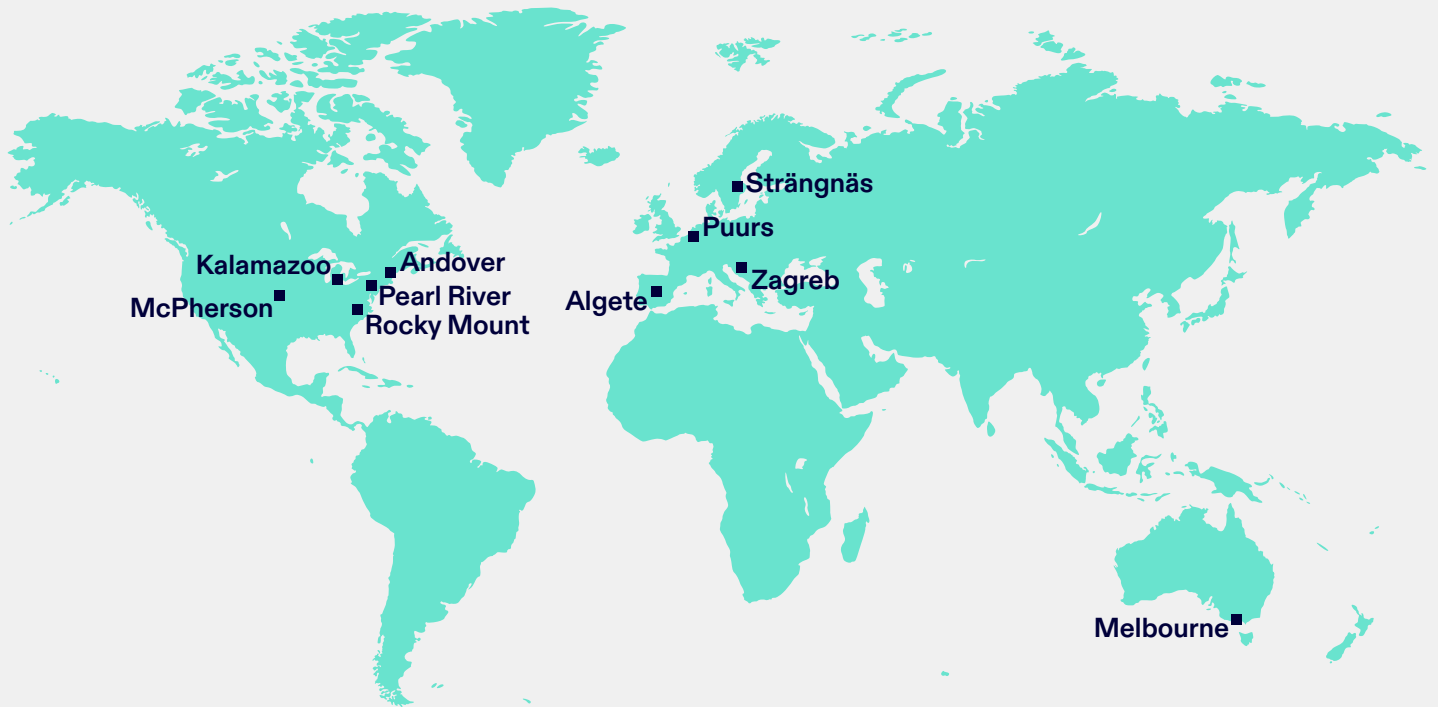 Strängnäs
Puurs
Kalamazoo
Andover
Zagreb
Pearl River
McPherson
Algete
Rocky Mount
Melbourne